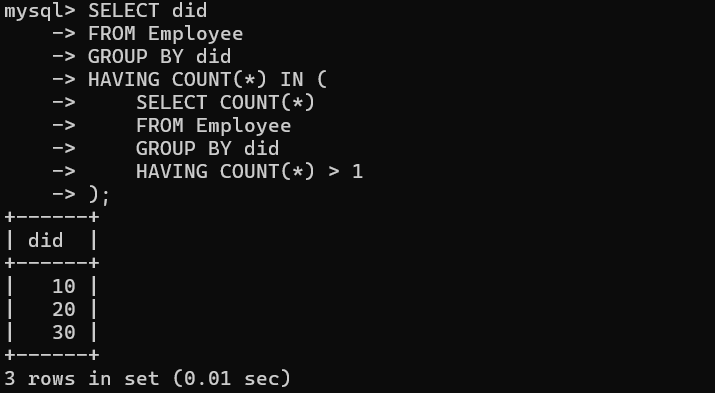 mysql> SELECT did
    -> FROM Employee
    -> GROUP BY did
    -> HAVING COUNT(*) IN (
    ->     SELECT COUNT(*)
    ->     FROM Employee
    ->     GROUP BY did
    ->     HAVING COUNT(*) > 1
    -> );
+------+
| did  |
+------+
|   10 |
|   20 |
|   30 |
+------+
3 rows in set (0.01 sec)